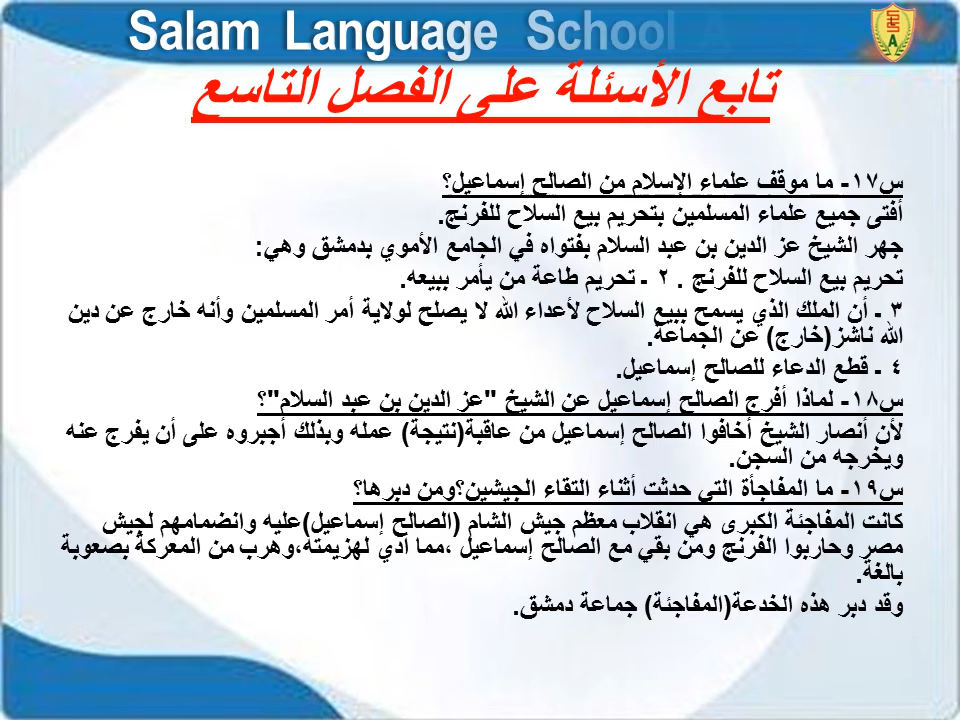 Salam Language School A
تابع الأسئلة على الفصل التاسع
س١٧- ما موقف علماء الإسلام من الصالح إسماعيل؟
أفتى جميع علماء المسلمين بتحريم بيع السلاح للفرنج.
جهر الشيخ عز الدين بن عبد السلام بفتواه في الجامع الأموي بدمشق وهي:
تحريم بيع السلاح للفرنج . ٢ - تحريم طاعة من يأمر ببيعه.
٣ - أن الملك الذي يسمح ببيع السلاح لأعداء الله لا يصلح لولاية أمر المسلمين وأنه خارج عن دين
الله ناشز(خارج) عن الجماعة.
٤ - قطع الدعاء للصالح إسماعيل.
س١٨- لماذا أفرج الصالح إسماعيل عن الشيخ "عز الدين بن عبد السلام"؟
لأن أنصار الشيخ أخافوا الصالح إسماعيل من عاقبة(نتيجة) عمله وبذلك أجبروه على أن يفرج عنه
ويخرجه من السجن.
س١٩- ما المفاجأة التي حدثت أثناء التقاء الجيشين؟ومن دبرها؟
كانت المفاجئة الكبرى هي انقلاب معظم جيش الشام (الصالح إسماعيل)عليه وانضمامهم لجيش
مصر وحاربوا الفرنج ومن بقي مع الصالح إسماعيل ،مما أدي لهزيمته،وهرب من المعركة بصعوبة
بالغة.
وقد دبر هذه الخدعة(المفاجئة) جماعة دمشق.